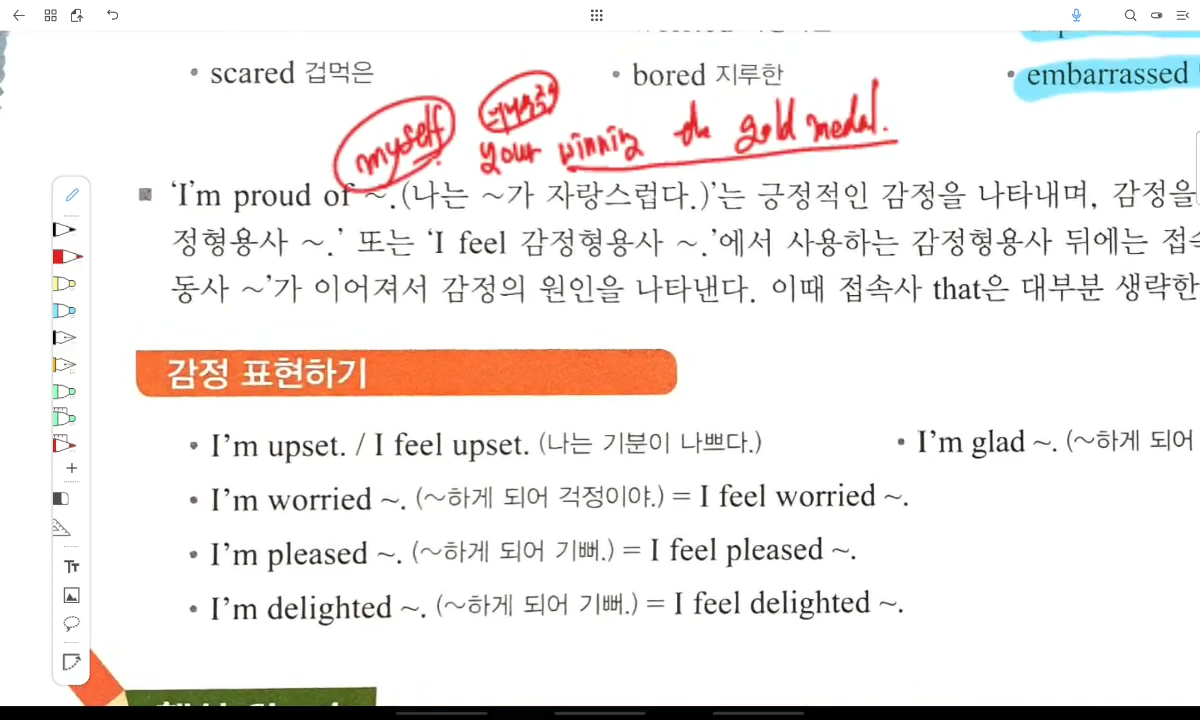 • scared 겁먹은 • bored 지루한 • embarrassed
myself your winning the gold medal.
'I'm proud of ~.(나는 ~가 자랑스럽다.)'는 긍정적인 감정을 나타내며, 감정을
정형용사 ~.' 또는 'I feel 감정형용사 ~.'에서 사용하는 감정형용사 뒤에는 접속
동사 ~'가 이어져서 감정의 원인을 나타낸다. 이때 접속사 that은 대부분 생략한
감정 표현하기
• I'm upset. / I feel upset. (나는 기분이 나쁘다.) • I'm glad ~. (~하게 되어
• I'm worried ~. (~하게 되어 걱정이야.) = I feel worried ~.
• I'm pleased ~. (~하게 되어 기뻐.) = I feel pleased ~.
• I'm delighted ~. (~하게 되어 기뻐.) = I feel delighted ~.